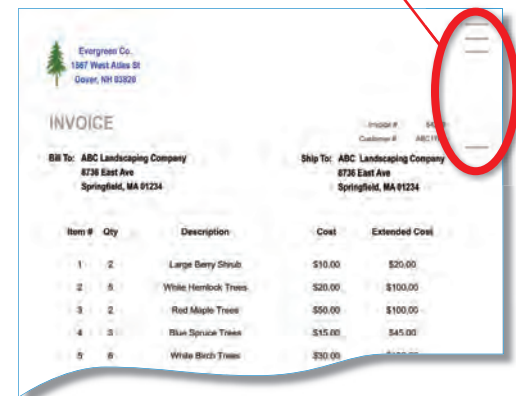 Evergreen Co.
1567 West Atles St
Dover, NH 03820
INVOICE
Invoice #
Customer #
Bill To: ABC Landscaping Company
8736 East Ave
Springfield, MA 01234
Ship To: ABC Landscaping Company
8736 East Ave
Springfield, MA 01234
Item # Qty Description Cost Extended Cost
1 2 Large Berry Shrub $10.00 $20.00
2 5 White Hemlock Trees $20.00 $100.00
3 2 Red Maple Trees $50.00 $100.00
4 3 Blue Spruce Trees $15.00 $45.00
5 6 White Birch Trees $30.00